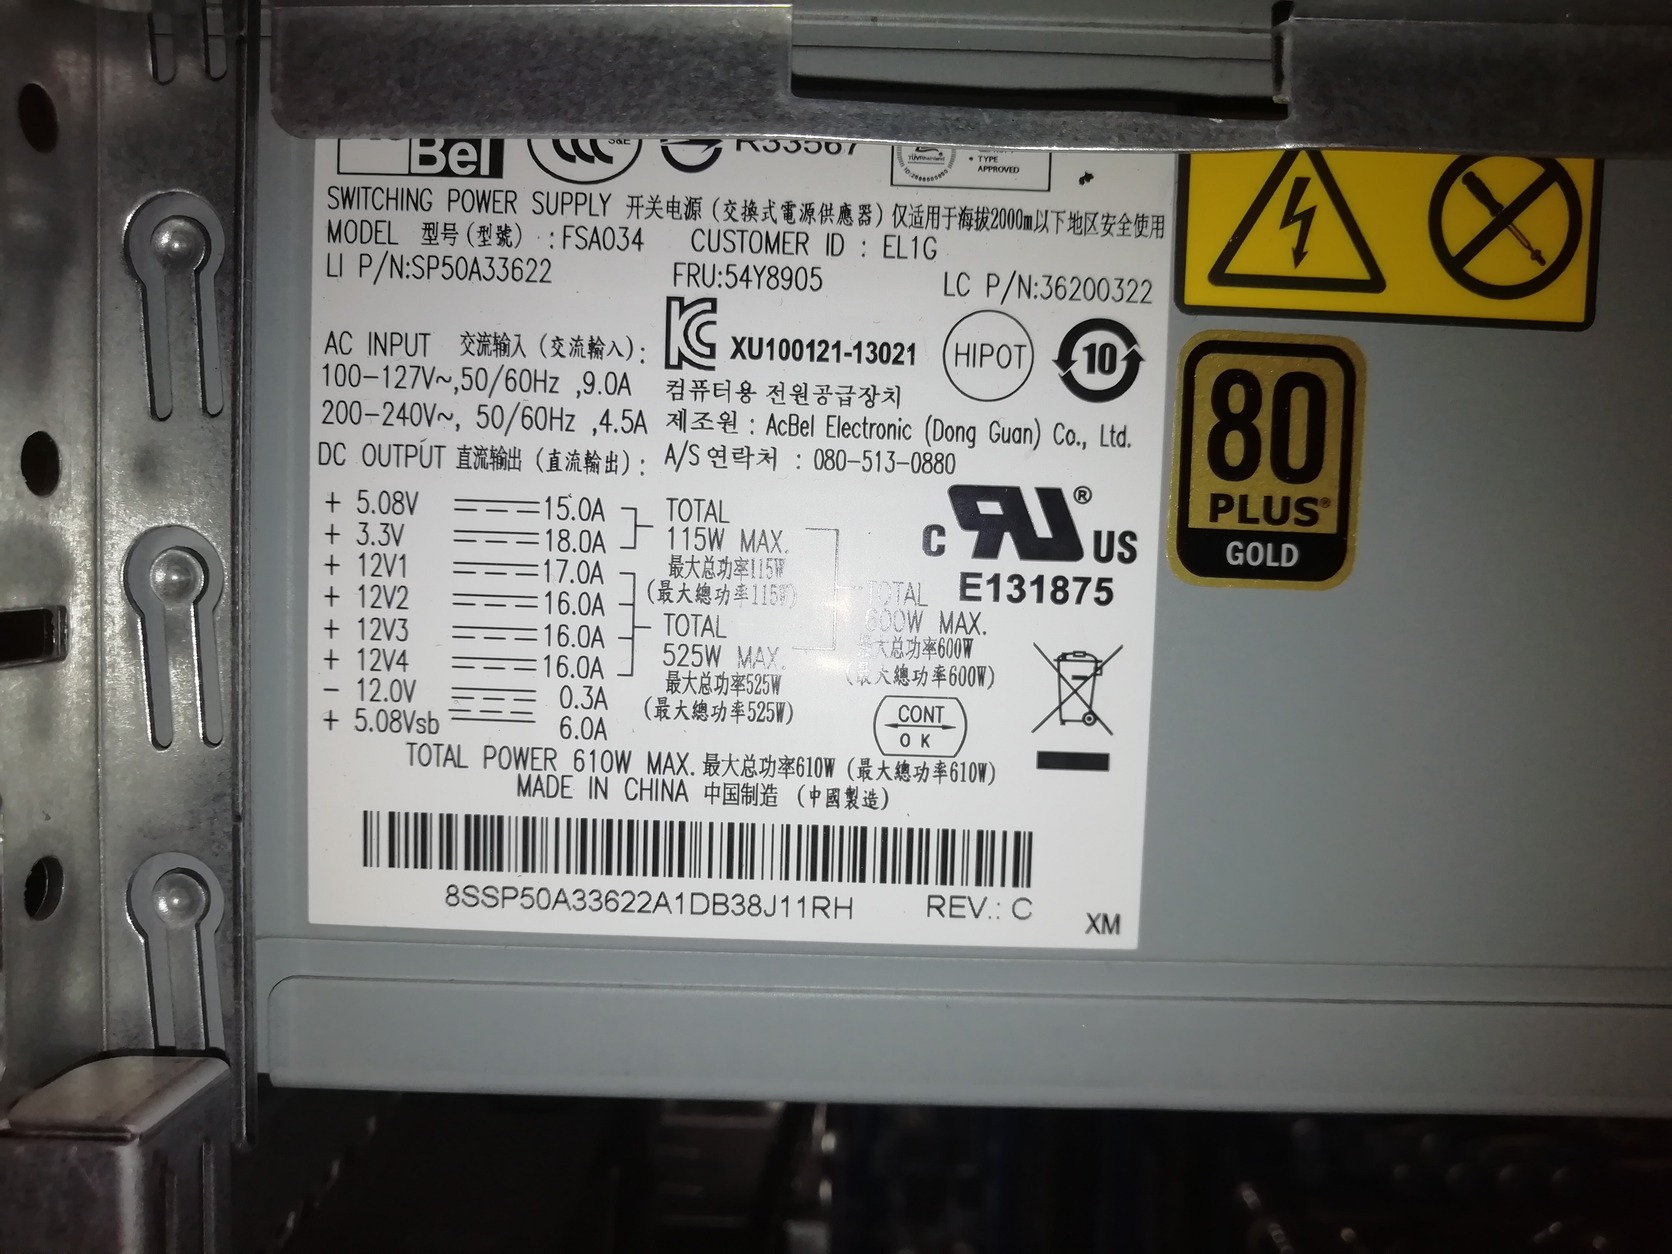 Bel
S&E
R33567
TÜVRheinland
TYPE
APPROVED
SWITCHING POWER SUPPLY 开关电源 (交換式電源供應器) 仅适用于海拔2000m以下地区安全使用
MODEL 型号(型號) :FSA034 CUSTOMER ID : EL1G
LI P/N:SP50A33622 FRU:54Y8905 LC P/N:36200322
AC INPUT 交流输入 (交流輸入):
100-127V~,50/60Hz ,9.0A
200-240V~, 50/60Hz ,4.5A
XU100121-13021
HIPOT
10
컴퓨터용 전원공급장치
제조원 : AcBel Electronic (Dong Guan) Co., Ltd.
A/S 연락처 : 080-513-0880
DC OUTPUT 直流输出 (直流輸出):
+ 5.08V 15.0A
+ 3.3V 18.0A
+ 12V1 17.0A
+ 12V2 16.0A
+ 12V3 16.0A
+ 12V4 16.0A
- 12.0V 0.3A
+ 5.08Vsb 6.0A
TOTAL
115W MAX.
最大总功率115W
(最大總功率115W)
TOTAL
525W MAX.
最大总功率525W
(最大總功率525W)
TOTAL
600W MAX.
最大总功率600W
(最大總功率600W)
C US ®
E131875
CONT
OK
TOTAL POWER 610W MAX. 最大总功率610W (最大總功率610W)
MADE IN CHINA 中国制造 (中國製造)
8SSP50A33622A1DB38J11RH REV.: C
XM
80
PLUS®
GOLD